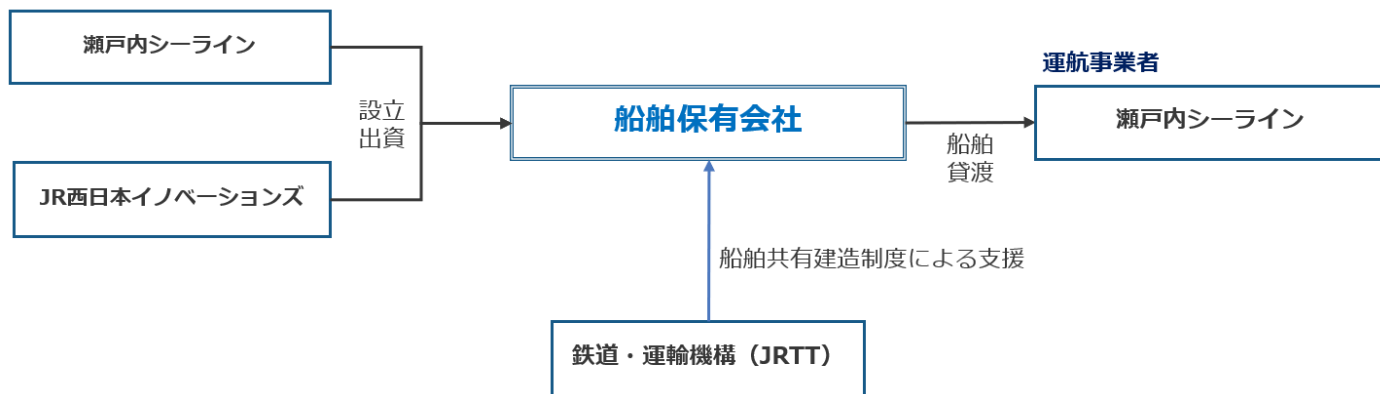 瀬戸内シーライン
JR西日本イノベーションズ
設立
出資
船舶保有会社
船舶
貸渡
運航事業者
瀬戸内シーライン
船舶共有建造制度による支援
鉄道・運輸機構（JRTT）